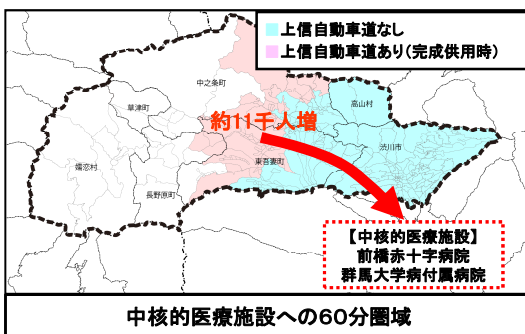 上信自動車道なし
上信自動車道あり(完成供用時)
中之条町
草津町
高山村
約11千人増
嬬恋村
東吾妻町
渋川市
長野原町
【中核的医療施設】
前橋赤十字病院
群馬大学病付属病院
中核的医療施設への60分圏域